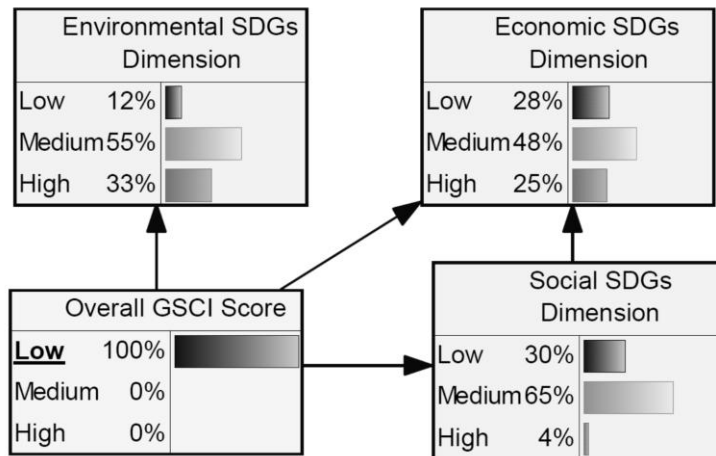 Environmental SDGs
Dimension
Low 12%
Medium 55%
High 33%
Economic SDGs
Dimension
Low 28%
Medium 48%
High 25%
Overall GSCI Score
Low 100%
Medium 0%
High 0%
Social SDGs
Dimension
Low 30%
Medium 65%
High 4%